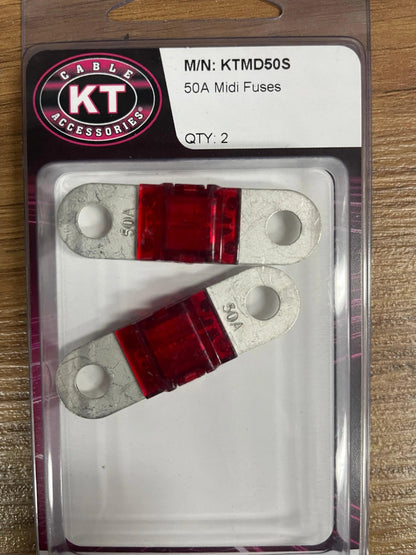 CABLE
KT
ACCESSORIES®
M/N: KTMD50S
50A Midi Fuses
QTY: 2
50A
50A